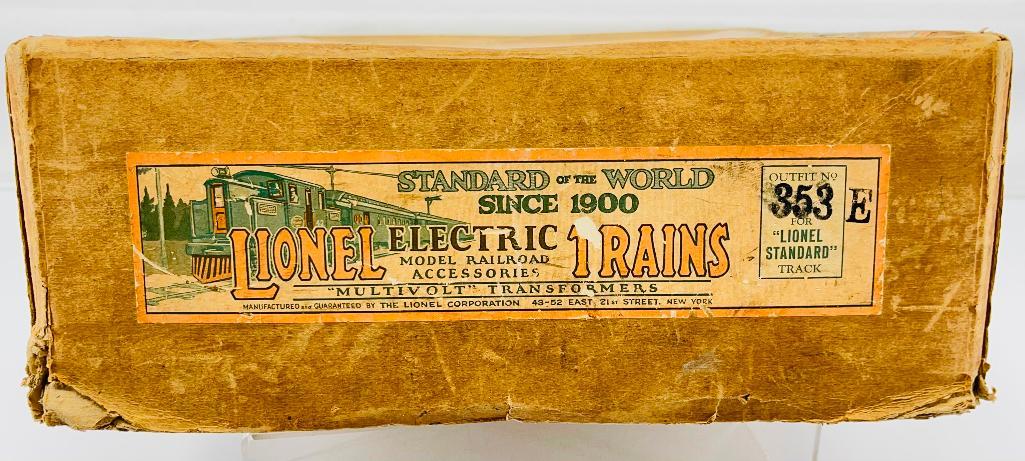 STANDARD OF THE WORLD
SINCE 1900
LIONEL ELECTRIC TRAINS
MODEL RAILROAD
ACCESSORIES
"MULTIVOLT" TRANSFORMERS
MANUFACTURED AND GUARANTEED BY THE LIONEL CORPORATION 48-52 EAST 21ST STREET, NEW YORK
OUTFIT NO
353 E
FOR
"LIONEL
STANDARD"
TRACK